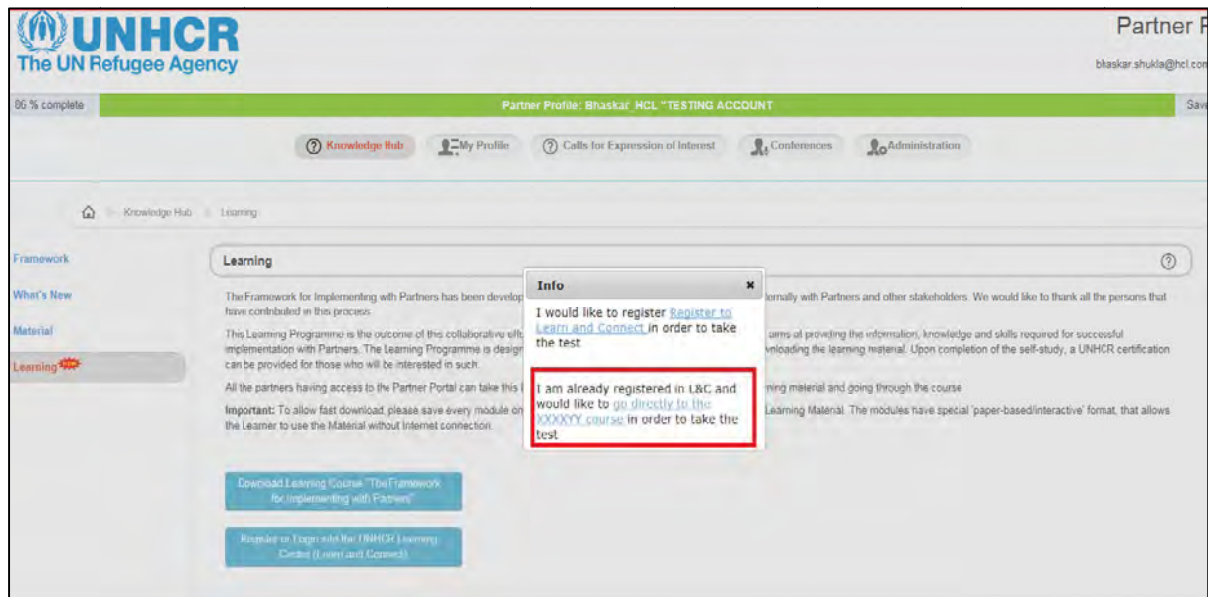 UNHCR
The UN Refugee Agency
Partner
bhaskar.shukla@hcl.com
06 % complete
Partner Profile: Bhaskar_HCL "TESTING ACCOUNT
Save
Knowledge Hub
My Profile
Calls for Expression of Interest
Conferences
Administration
Knowledge Hub
Learning
Framework
What's New
Material
Learning
Learning
The Framework for Implementing with Partners has been develop
ternally with Partners and other stakeholders. We would like to thank all the persons that
have contributed in this process.
This Learning Programme is the outcome of this collaborative
aims at providing the information, knowledge and skills required for successful
implementation with Partners. The Learning Programme is design
wnloading the learning material. Upon completion of the self-study, a UNHCR certification
can be provided for those who will be interested in such.
All the partners having access to the Partner Portal can take this
ning material and going through the course
Important: To allow fast download, please save every module on
Learning Material. The modules have special 'paper-based/interactive' format, that allows
the Learner to use the Material without Internet connection.
Info
I would like to register Register to
Learn and Connect in order to take
the test
I am already registered in L&C and
would like to go directly to the
XXXXYY course in order to take the
test
Download Learning Course "The Framework
for Implementing with Partners"
Register or Login into the UNHCR Learning
Center (Learn and Connect)